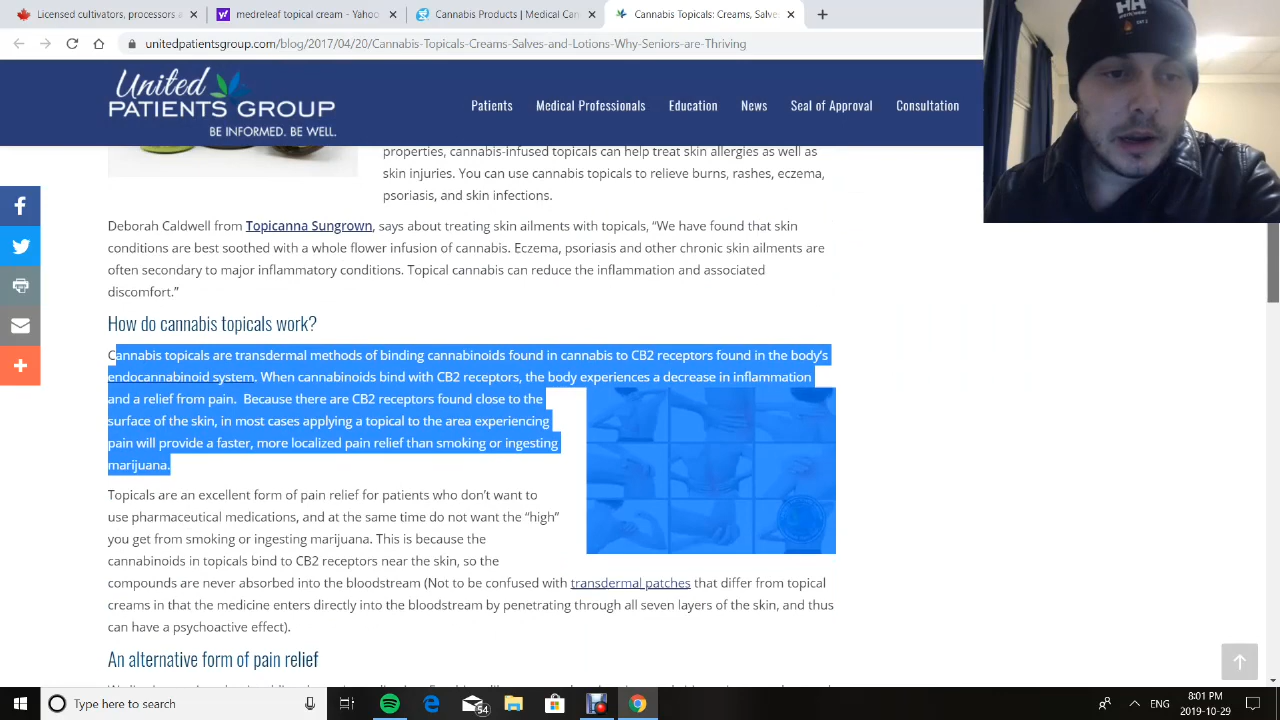 Licensed cultivators, processors
medical topical cream - Yahoo
Cannabis Products | Medical Can
Cannabis Topicals: Creams, Salve
unitedpatientsgroup.com/blog/2017/04/20/Cannabis-Topicals-Creams-Salves-and-Lotions-Why-Seniors-are-Thriving
HH
United
PATIENTS GROUP
BE INFORMED. BE WELL.
Patients
Medical Professionals
Education
News
Seal of Approval
Consultation
properties, cannabis-infused topicals can help treat skin allergies as well as
skin injuries. You can use cannabis topicals to relieve burns, rashes, eczema,
psoriasis, and skin infections.
Deborah Caldwell from Topicanna Sungrown, says about treating skin ailments with topicals, “We have found that skin
conditions are best soothed with a whole flower infusion of cannabis. Eczema, psoriasis and other chronic skin ailments are
often secondary to major inflammatory conditions. Topical cannabis can reduce the inflammation and associated
discomfort.”
How do cannabis topicals work?
Cannabis topicals are transdermal methods of binding cannabinoids found in cannabis to CB2 receptors found in the body’s
endocannabinoid system. When cannabinoids bind with CB2 receptors, the body experiences a decrease in inflammation
and a relief from pain.  Because there are CB2 receptors found close to the
surface of the skin, in most cases applying a topical to the area experiencing
pain will provide a faster, more localized pain relief than smoking or ingesting
marijuana.
Topicals are an excellent form of pain relief for patients who don’t want to
use pharmaceutical medications, and at the same time do not want the “high”
you get from smoking or ingesting marijuana. This is because the
cannabinoids in topicals bind to CB2 receptors near the skin, so the
compounds are never absorbed into the bloodstream (Not to be confused with transdermal patches that differ from topical
creams in that the medicine enters directly into the bloodstream by penetrating through all seven layers of the skin, and thus
can have a psychoactive effect).
An alternative form of pain relief
Type here to search
54
ENG
8:01 PM
2019-10-29